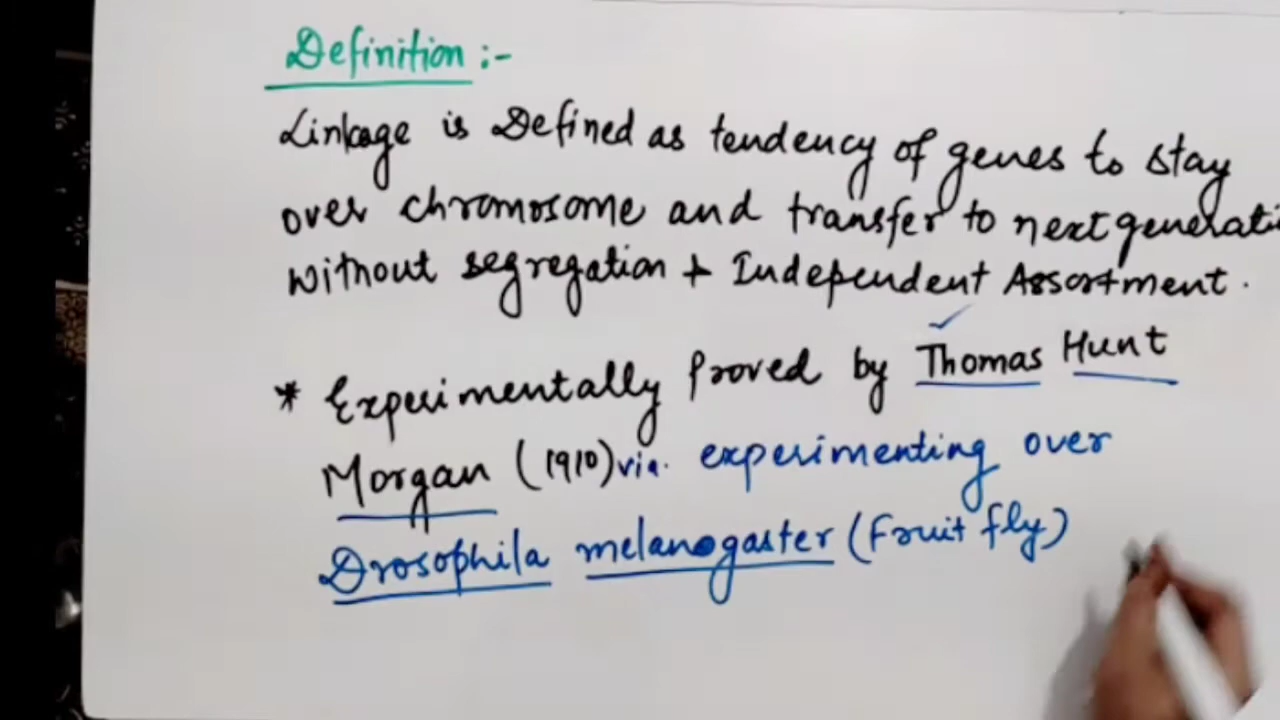 Definition :-
Linkage is Defined as tendency of genes to stay
over chromosome and transfer to next generati
without segregation + Independent Assortment.
* Experimentally Proved by Thomas Hunt
Morgan (1910) via. experimenting over
Drosophila melanogaster (Fruit fly)